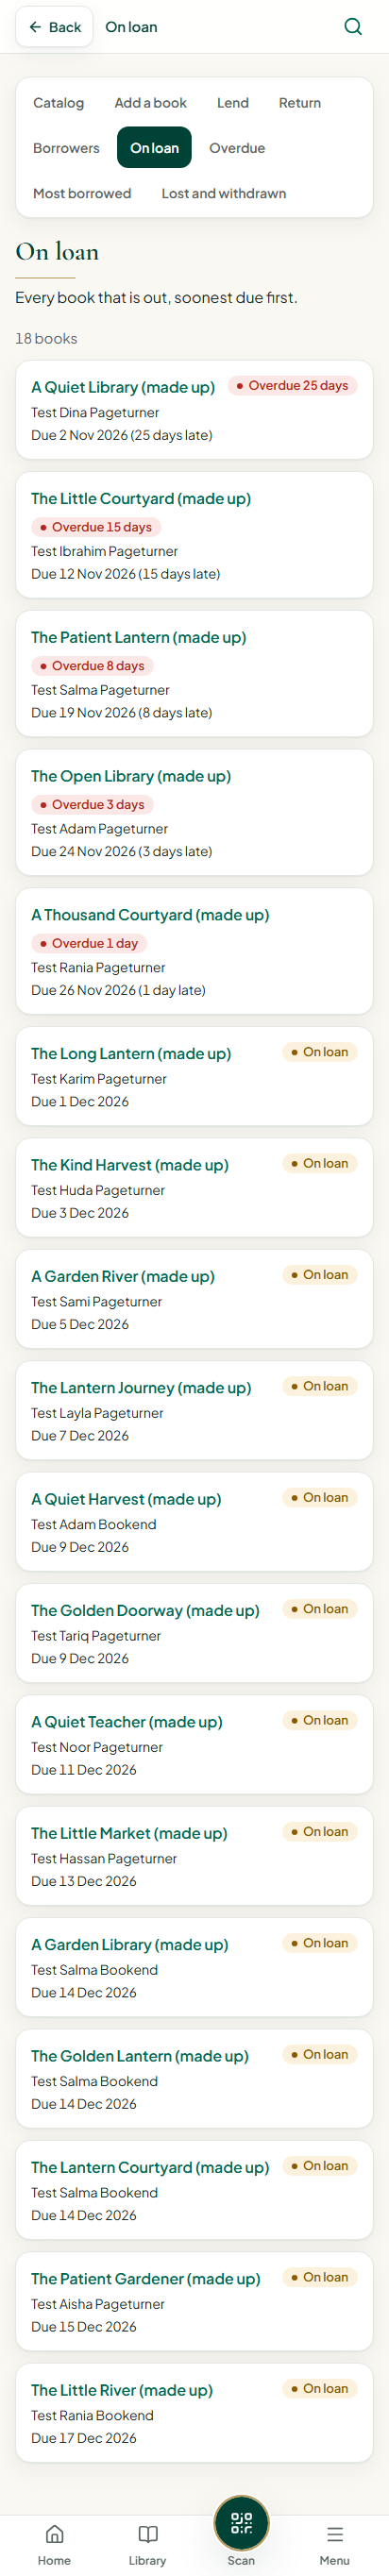 Back On loan
Catalog Add a book Lend Return
Borrowers On loan Overdue
Most borrowed Lost and withdrawn
On loan
Every book that is out, soonest due first.
18 books
A Quiet Library (made up) Overdue 25 days
Test Dina Pageturner
Due 2 Nov 2026 (25 days late)
The Little Courtyard (made up)
Overdue 15 days
Test Ibrahim Pageturner
Due 12 Nov 2026 (15 days late)
The Patient Lantern (made up)
Overdue 8 days
Test Salma Pageturner
Due 19 Nov 2026 (8 days late)
The Open Library (made up)
Overdue 3 days
Test Adam Pageturner
Due 24 Nov 2026 (3 days late)
A Thousand Courtyard (made up)
Overdue 1 day
Test Rania Pageturner
Due 26 Nov 2026 (1 day late)
The Long Lantern (made up) On loan
Test Karim Pageturner
Due 1 Dec 2026
The Kind Harvest (made up) On loan
Test Huda Pageturner
Due 3 Dec 2026
A Garden River (made up) On loan
Test Sami Pageturner
Due 5 Dec 2026
The Lantern Journey (made up) On loan
Test Layla Pageturner
Due 7 Dec 2026
A Quiet Harvest (made up) On loan
Test Adam Bookend
Due 9 Dec 2026
The Golden Doorway (made up) On loan
Test Tariq Pageturner
Due 9 Dec 2026
A Quiet Teacher (made up) On loan
Test Noor Pageturner
Due 11 Dec 2026
The Little Market (made up) On loan
Test Hassan Pageturner
Due 13 Dec 2026
A Garden Library (made up) On loan
Test Salma Bookend
Due 14 Dec 2026
The Golden Lantern (made up) On loan
Test Salma Bookend
Due 14 Dec 2026
The Lantern Courtyard (made up) On loan
Test Salma Bookend
Due 14 Dec 2026
The Patient Gardener (made up) On loan
Test Aisha Pageturner
Due 15 Dec 2026
The Little River (made up) On loan
Test Rania Bookend
Due 17 Dec 2026
Home Library Scan Menu